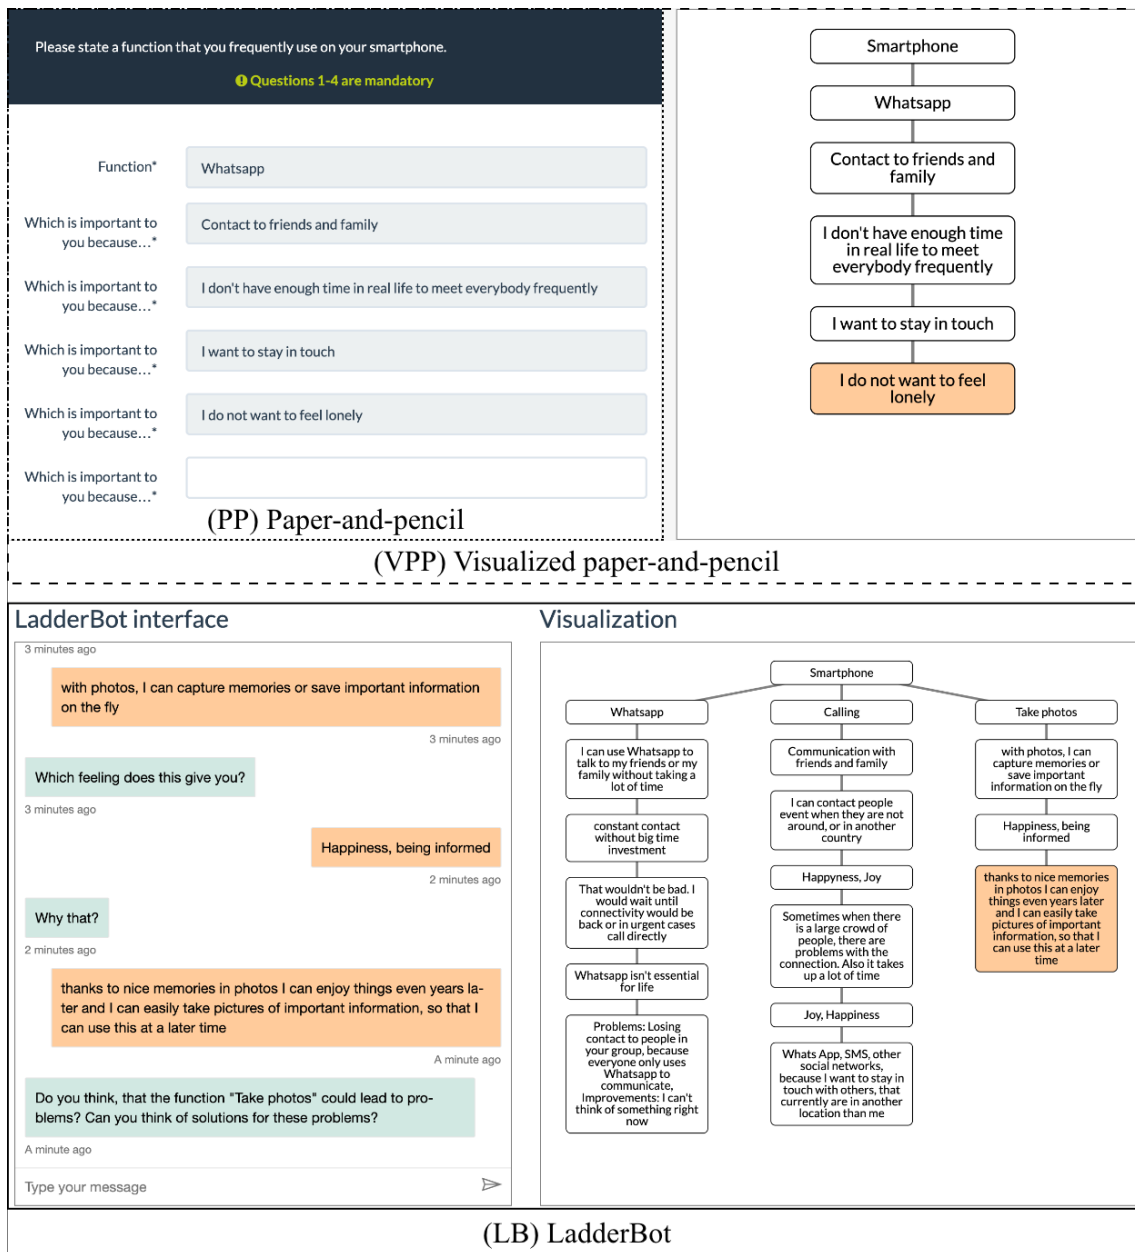 Please state a function that you frequently use on your smartphone.
Questions 1-4 are mandatory
Function*
Whatsapp
Which is important to
you because...*
Contact to friends and family
Which is important to
you because...*
I don't have enough time in real life to meet everybody frequently
Which is important to
you because...*
I want to stay in touch
Which is important to
you because...*
I do not want to feel lonely
Which is important to
you because...*
(PP) Paper-and-pencil
Smartphone
Whatsapp
Contact to friends and
family
I don't have enough time
in real life to meet
everybody frequently
I want to stay in touch
I do not want to feel
lonely
(VPP) Visualized paper-and-pencil
LadderBot interface
3 minutes ago
with photos, I can capture memories or save important information
on the fly
3 minutes ago
Which feeling does this give you?
3 minutes ago
Happiness, being informed
2 minutes ago
Why that?
2 minutes ago
thanks to nice memories in photos I can enjoy things even years la-
ter and I can easily take pictures of important information, so that I
can use this at a later time
A minute ago
Do you think, that the function "Take photos" could lead to pro-
blems? Can you think of solutions for these problems?
A minute ago
Type your message
Visualization
Smartphone
Whatsapp
I can use Whatsapp to
talk to my friends or my
family without taking a
lot of time
constant contact
without big time
investment
That wouldn't be bad. I
would wait until
connectivity would be
back or in urgent cases
call directly
Whatsapp isn't essential
for life
Problems: Losing
contact to people in
your group, because
everyone only uses
Whatsapp to
communicate,
Improvements: I can't
think of something right
now
Calling
Communication with
friends and family
I can contact people
event when they are not
around, or in another
country
Happyness, Joy
Sometimes when there
is a large crowd of
people, there are
problems with the
connection. Also it takes
up a lot of time
Joy, Happiness
Whats App, SMS, other
social networks,
because I want to stay in
touch with others, that
currently are in another
location than me
Take photos
with photos, I can
capture memories or
save important
information on the fly
Happiness, being
informed
thanks to nice memories
in photos I can enjoy
things even years later
and I can easily take
pictures of important
information, so that I
can use this at a later
time
(LB) LadderBot